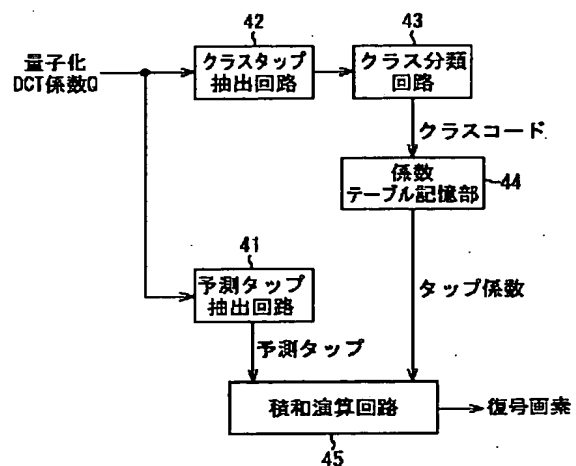 42
43
量子化
DCT係数Q
クラスタップ
抽出回路
クラス分類
回路
クラスコード
係数
テーブル記憶部
44
41
予測タップ
抽出回路
タップ係数
予測タップ
積和演算回路
復号画素
45